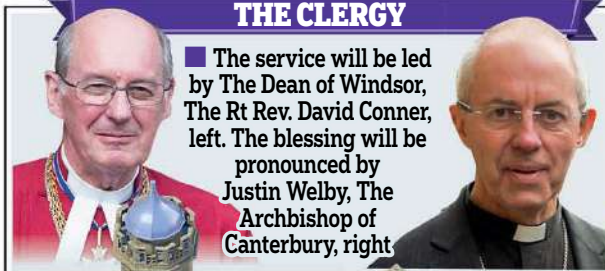 THE CLERGY
■ The service will be led
by The Dean of Windsor,
The Rt Rev. David Conner,
left. The blessing will be
pronounced by
Justin Welby, The
Archbishop of
Canterbury, right